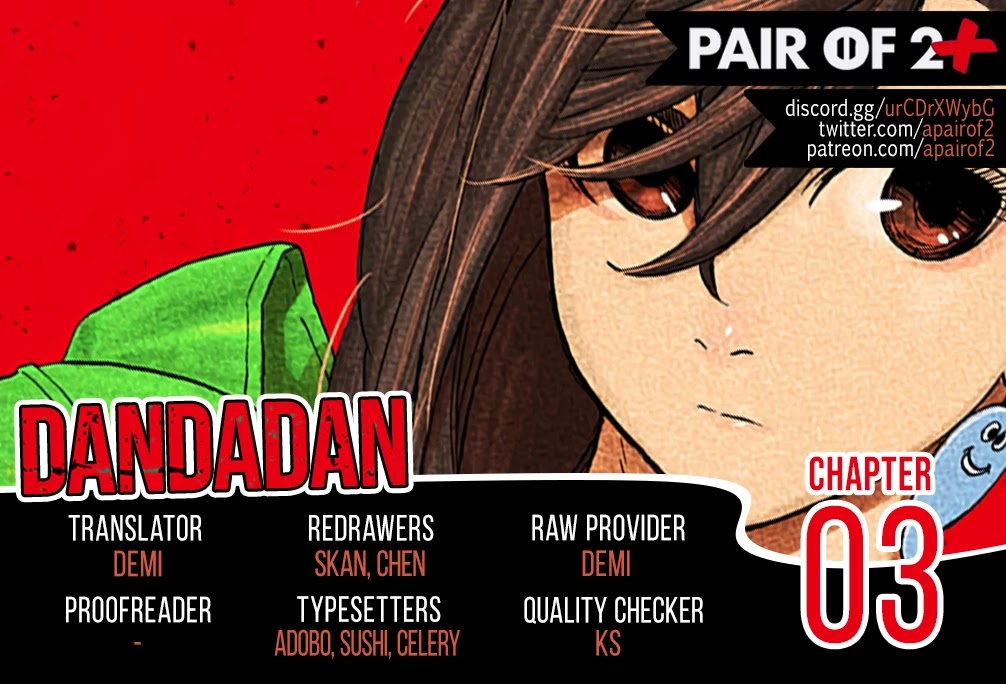 PAIR OF 2+
discord.gg/urCDrXWybG
twitter.com/apairof2
patreon.com/apairof2
DANDADAN
CHAPTER
03
TRANSLATOR
DEMI
REDRAWERS
SKAN, CHEN
RAW PROVIDER
DEMI
PROOFREADER
-
TYPESETTERS
ADOBO, SUSHI, CELERY
QUALITY CHECKER
KS